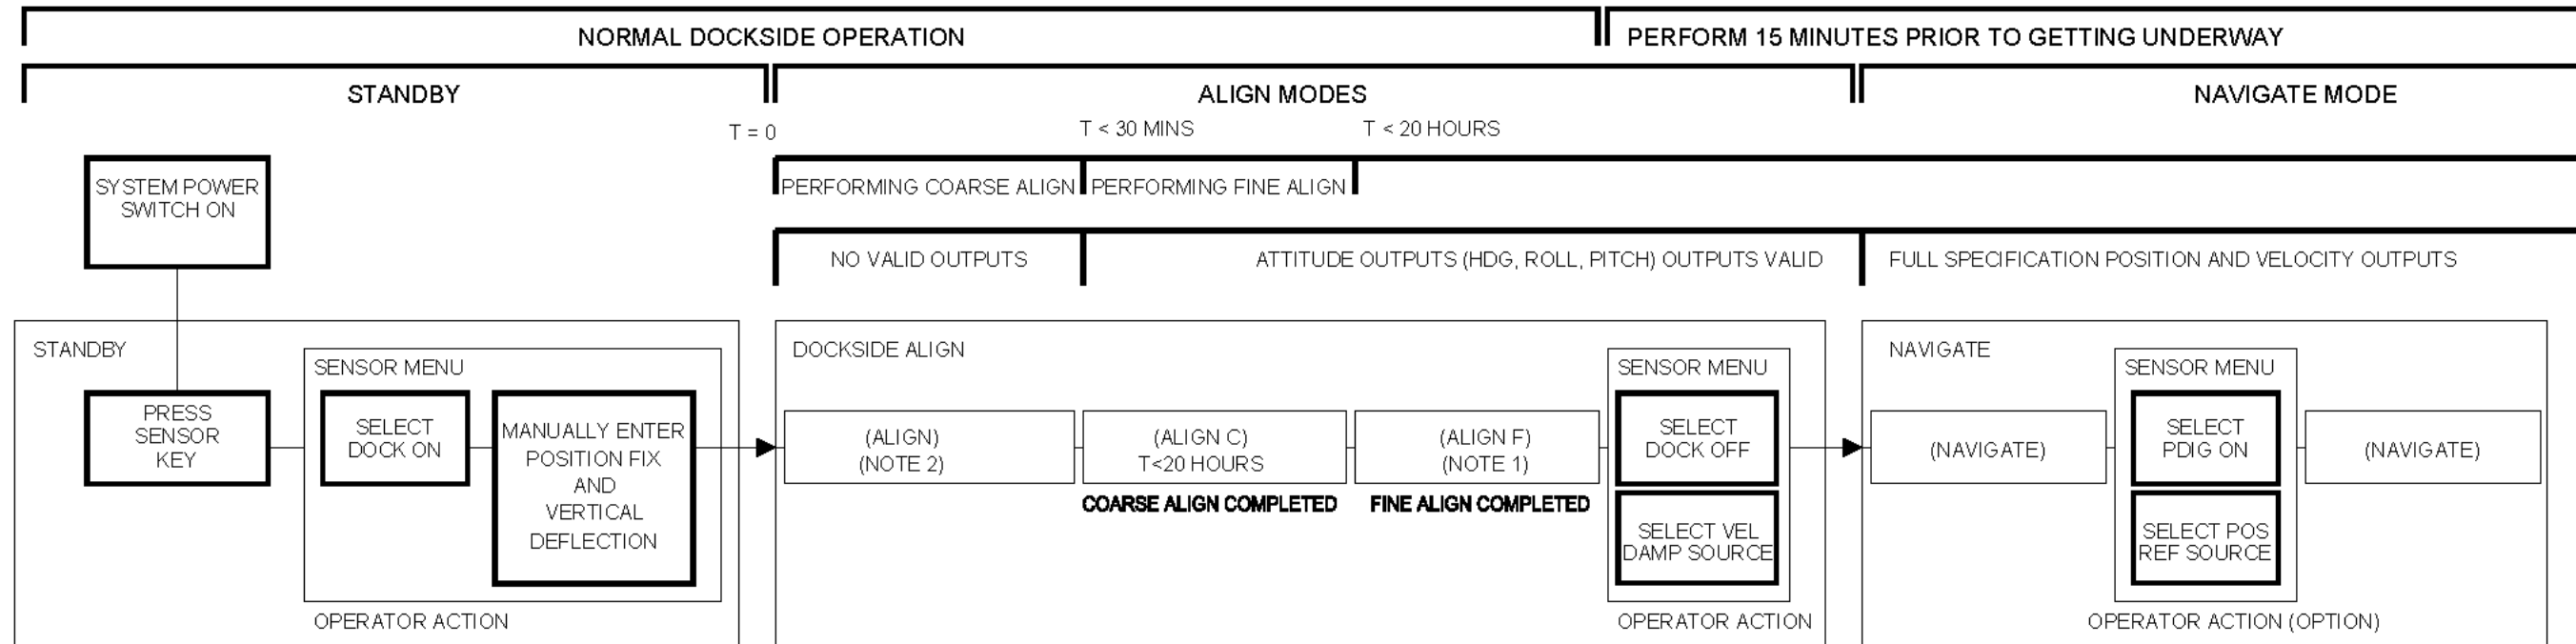 NORMAL DOCKSIDE OPERATION
PERFORM 15 MINUTES PRIOR TO GETTING UNDERWAY
STANDBY
ALIGN MODES
NAVIGATE MODE
T = 0
T < 30 MINS
T < 20 HOURS
SYSTEM POWER
SWITCH ON
PERFORMING COARSE ALIGN
PERFORMING FINE ALIGN
NO VALID OUTPUTS
ATTITUDE OUTPUTS (HDG, ROLL, PITCH) OUTPUTS VALID
FULL SPECIFICATION POSITION AND VELOCITY OUTPUTS
STANDBY
PRESS
SENSOR
KEY
SENSOR MENU
SELECT
DOCK ON
MANUALLY ENTER
POSITION FIX
AND
VERTICAL
DEFLECTION
OPERATOR ACTION
DOCKSIDE ALIGN
(ALIGN)
(NOTE 2)
(ALIGN C)
T<20 HOURS
COARSE ALIGN COMPLETED
(ALIGN F)
(NOTE 1)
FINE ALIGN COMPLETED
SENSOR MENU
SELECT
DOCK OFF
SELECT VEL
DAMP SOURCE
OPERATOR ACTION
NAVIGATE
(NAVIGATE)
SENSOR MENU
SELECT
PDIG ON
SELECT POS
REF SOURCE
OPERATOR ACTION (OPTION)
(NAVIGATE)